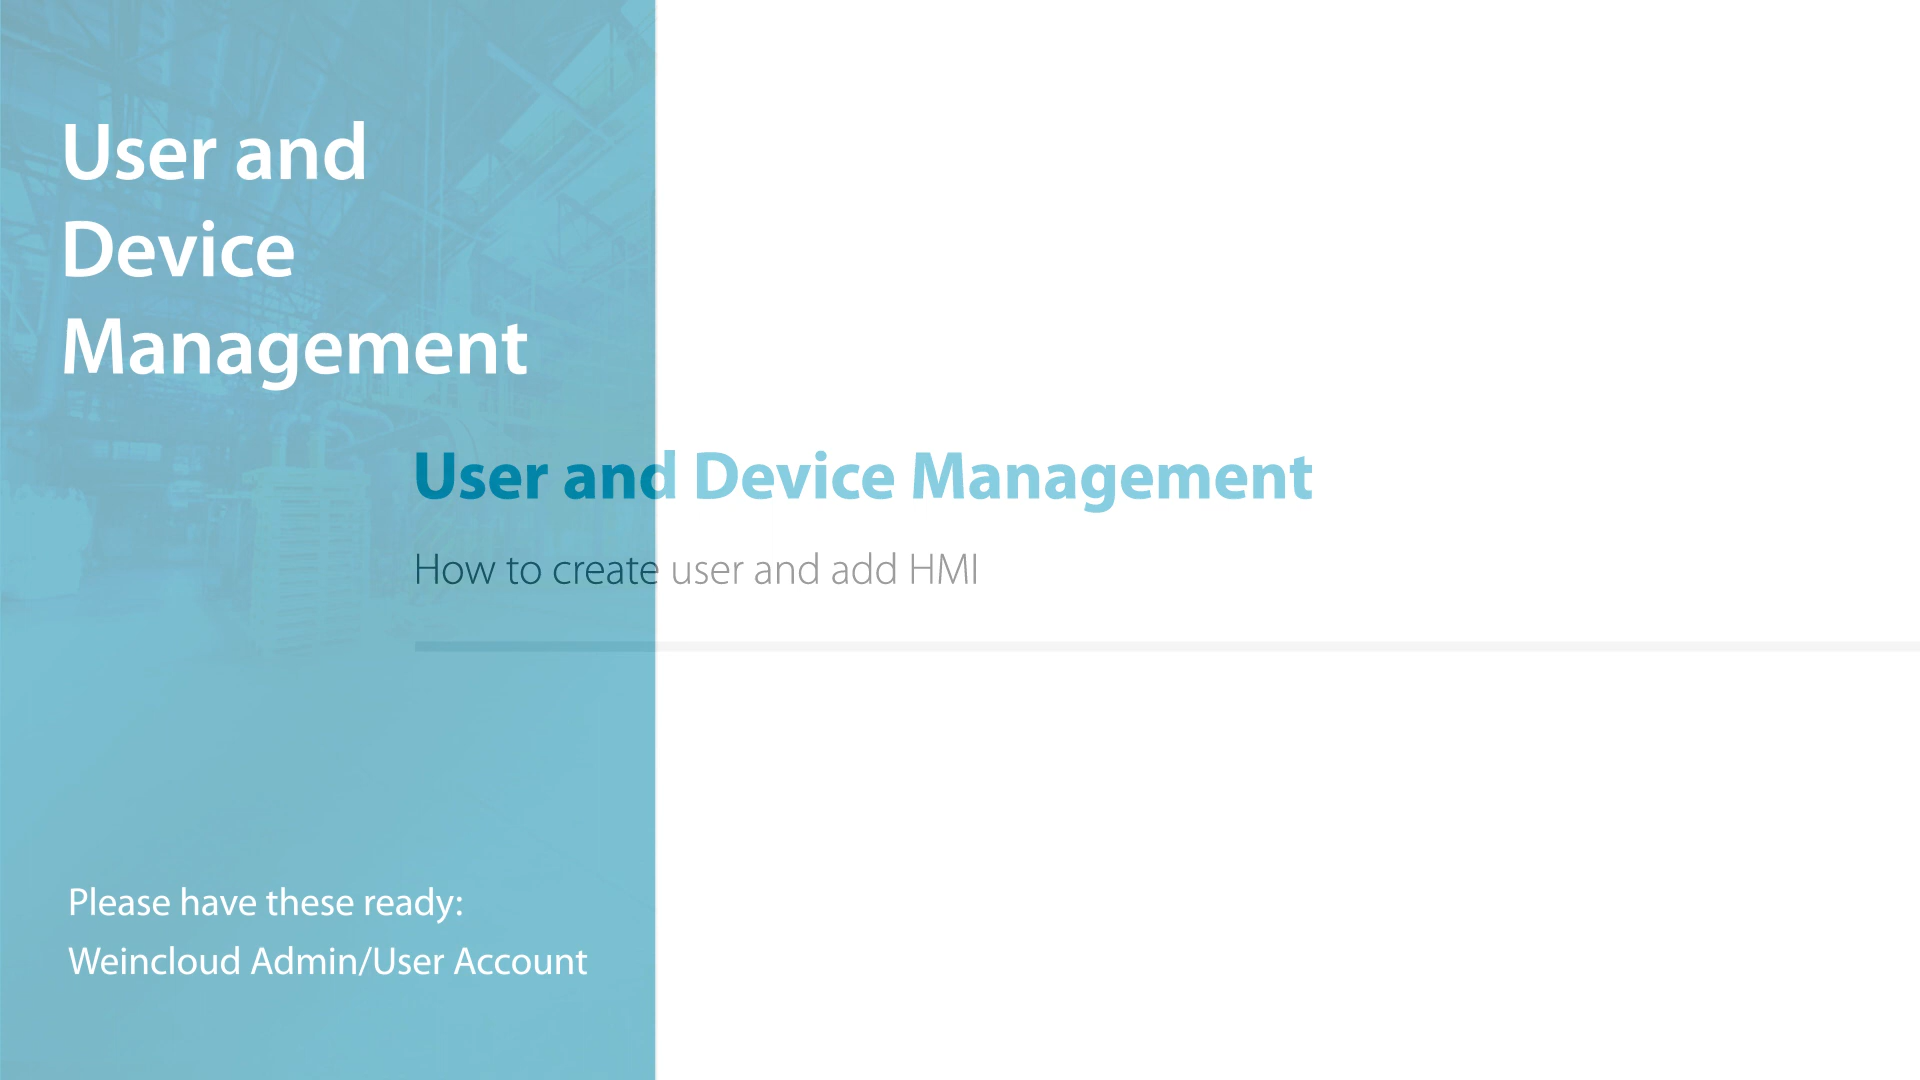 User and
Device
Management
User and Device Management
How to create user and add HMI
Please have these ready:
Weincloud Admin/User Account